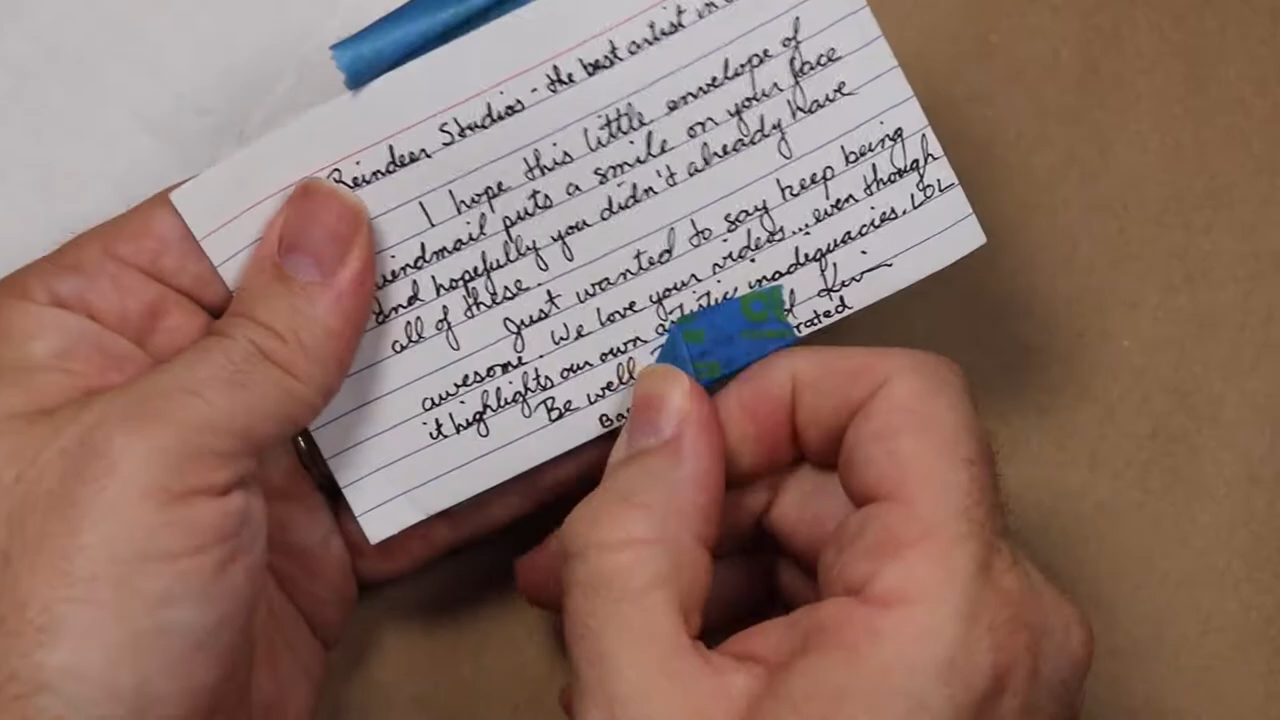 Reindeer Studios - the best artist in
I hope this little envelope of
windmail puts a smile on your face
and hopefully you didn't already have
all of these.
Just wanted to say keep being
awesome. We love your videos... even though
it highlights our own artistic inadequacies. LOL
Be well
rated